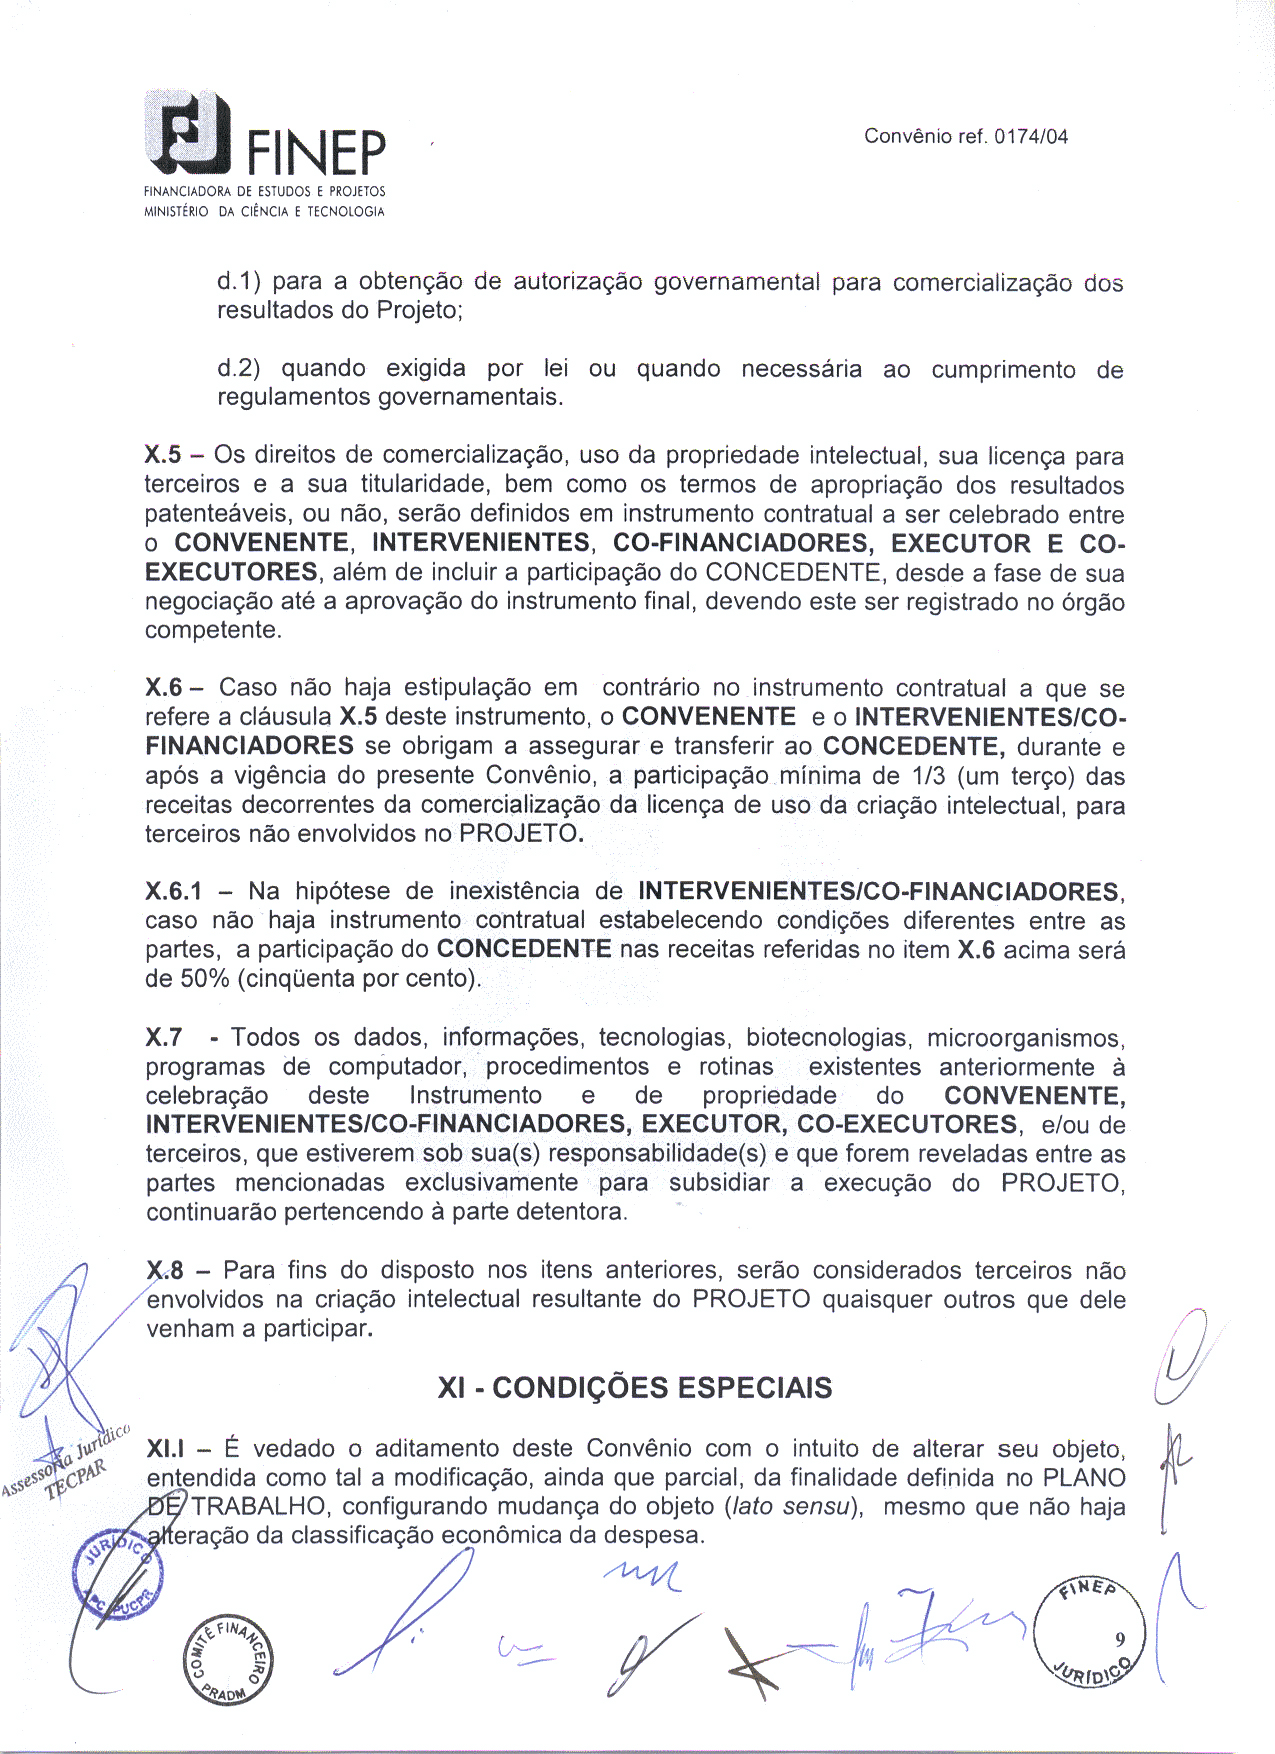 FINEP
FINANCIADORA DE ESTUDOS E PROJETOS
MINISTÉRIO DA CIÊNCIA E TECNOLOGIA
Convênio ref. 0174/04
d.1) para a obtenção de autorização governamental para comercialização dos
resultados do Projeto;
d.2) quando exigida por lei ou quando necessária ao cumprimento de
regulamentos governamentais.
X.5 – Os direitos de comercialização, uso da propriedade intelectual, sua licença para
terceiros e a sua titularidade, bem como os termos de apropriação dos resultados
patenteáveis, ou não, serão definidos em instrumento contratual a ser celebrado entre
o CONVENENTE, INTERVENIENTES, CO-FINANCIADORES, EXECUTOR E CO-
EXECUTORES, além de incluir a participação do CONCEDENTE, desde a fase de sua
negociação até a aprovação do instrumento final, devendo este ser registrado no órgão
competente.
X.6 – Caso não haja estipulação em contrário no instrumento contratual a que se
refere a cláusula X.5 deste instrumento, o CONVENENTE e o INTERVENIENTES/CO-
FINANCIADORES se obrigam a assegurar e transferir ao CONCEDENTE, durante e
após a vigência do presente Convênio, a participação mínima de 1/3 (um terço) das
receitas decorrentes da comercialização da licença de uso da criação intelectual, para
terceiros não envolvidos no PROJETO.
X.6.1 – Na hipótese de inexistência de INTERVENIENTES/CO-FINANCIADORES,
caso não haja instrumento contratual estabelecendo condições diferentes entre as
partes, a participação do CONCEDENTE nas receitas referidas no item X.6 acima será
de 50% (cinqüenta por cento).
X.7 - Todos os dados, informações, tecnologias, biotecnologias, microorganismos,
programas de computador, procedimentos e rotinas existentes anteriormente à
celebração deste Instrumento e de propriedade do CONVENENTE,
INTERVENIENTES/CO-FINANCIADORES, EXECUTOR, CO-EXECUTORES, e/ou de
terceiros, que estiverem sob sua(s) responsabilidade(s) e que forem reveladas entre as
partes mencionadas exclusivamente para subsidiar a execução do PROJETO,
continuarão pertencendo à parte detentora.
X.8 – Para fins do disposto nos itens anteriores, serão considerados terceiros não
envolvidos na criação intelectual resultante do PROJETO quaisquer outros que dele
venham a participar.
XI - CONDIÇÕES ESPECIAIS
XI.I – É vedado o aditamento deste Convênio com o intuito de alterar seu objeto,
entendida como tal a modificação, ainda que parcial, da finalidade definida no PLANO
DE TRABALHO, configurando mudança do objeto (lato sensu), mesmo que não haja
alteração da classificação econômica da despesa.
Assessoria Jurídica
TECPAR
JURÍDICO
APC PUCPR
COMITÊ FINANCEIRO
PRADM
FINEP
9
JURÍDICO